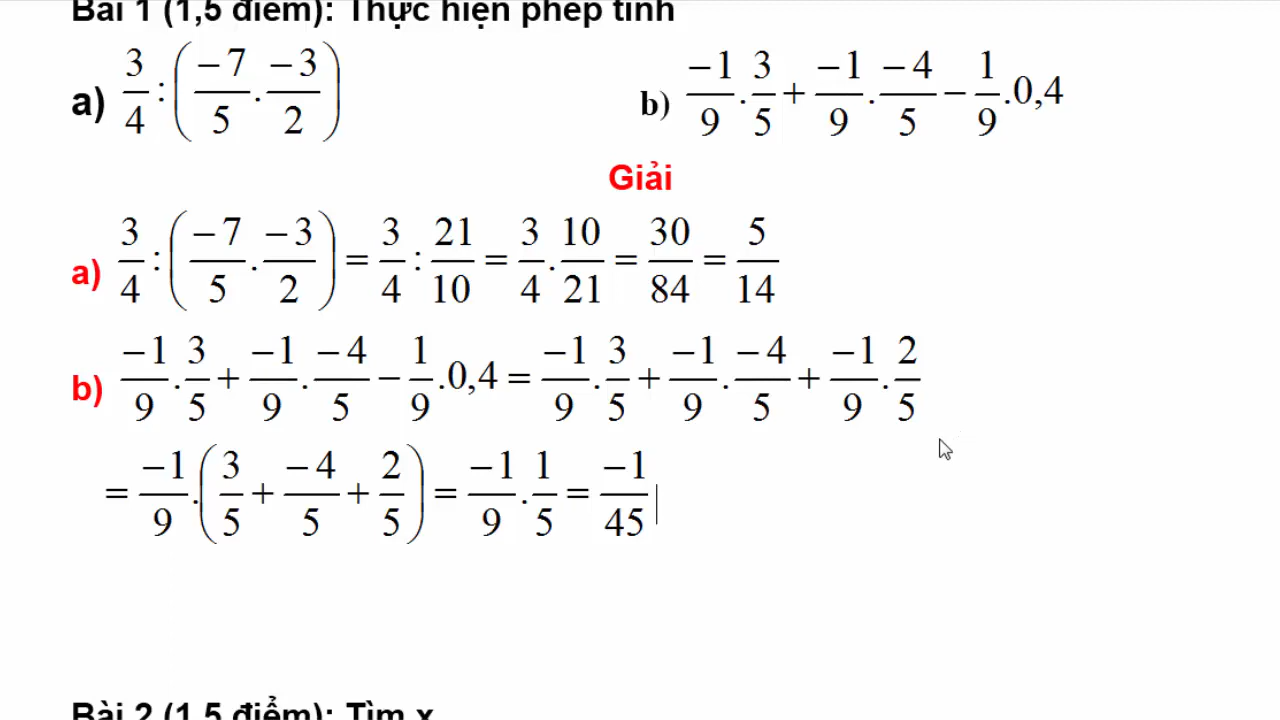 Bài 1 (1,5 điểm): Thực hiện phép tính
a) 3/4 : (-7/5 . -3/2) b) -1/9 . 3/5 + -1/9 . -4/5 - 1/9 . 0,4
Giải
a) 3/4 : (-7/5 . -3/2) = 3/4 : 21/10 = 3/4 . 10/21 = 30/84 = 5/14
b) -1/9 . 3/5 + -1/9 . -4/5 - 1/9 . 0,4 = -1/9 . 3/5 + -1/9 . -4/5 + -1/9 . 2/5
= -1/9 . (3/5 + -4/5 + 2/5) = -1/9 . 1/5 = -1/45
Bài 2 (1,5 điểm): Tìm x